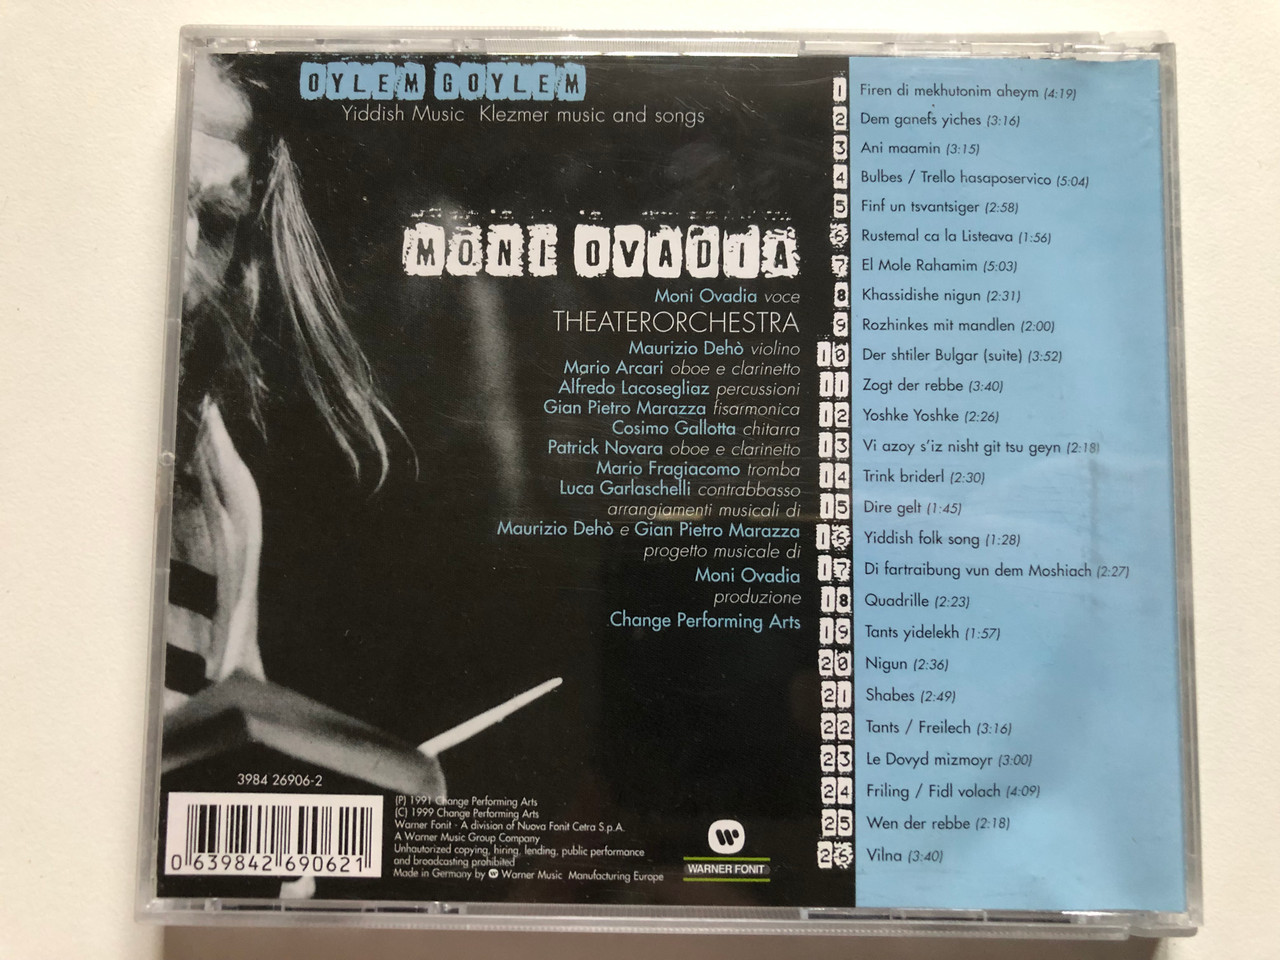 OYLEM GOYLEM
Yiddish Music Klezmer music and songs
MONI OVADIA
Moni Ovadia voce
THEATERORCHESTRA
Maurizio Dehò violino
Mario Arcari oboe e clarinetto
Alfredo Lacosegliaz percussioni
Gian Pietro Marazza fisarmonica
Cosimo Gallotta chitarra
Patrick Novara oboe e clarinetto
Mario Fragiacomo tromba
Luca Garlaschelli contrabbasso
arrangiamenti musicali di
Maurizio Dehò e Gian Pietro Marazza
progetto musicale di
Moni Ovadia
produzione
Change Performing Arts
1 Firen di mekhutonim aheym (4:19)
2 Dem ganefs yiches (3:16)
3 Ani maamin (3:15)
4 Bulbes / Trello hasaposervico (5:04)
5 Finf un tsvantsiger (2:58)
6 Rustemal ca la Listeava (1:56)
7 El Mole Rahamim (5:03)
8 Khassidishe nigun (2:31)
9 Rozhinkes mit mandlen (2:00)
10 Der shtiler Bulgar (suite) (3:52)
11 Zogt der rebbe (3:40)
12 Yoshke Yoshke (2:26)
13 Vi azoy s'iz nisht git tsu geyn (2:18)
14 Trink briderl (2:30)
15 Dire gelt (1:45)
16 Yiddish folk song (1:28)
17 Di fartraibung vun dem Moshiach (2:27)
18 Quadrille (2:23)
19 Tants yidelekh (1:57)
20 Nigun (2:36)
21 Shabes (2:49)
22 Tants / Freilech (3:16)
23 Le Dovyd mizmoyr (3:00)
24 Friling / Fidl volach (4:09)
25 Wen der rebbe (2:18)
26 Vilna (3:40)
3984 26906-2
0 639842 690621
(P) 1991 Change Performing Arts
(C) 1999 Change Performing Arts
Warner Fonit - A division of Nuova Fonit Cetra S.p.A.
A Warner Music Group Company
Unhautorized copying, hiring, lending, public performance
and broadcasting prohibited
Made in Germany by Warner Music Manufacturing Europe
WARNER FONIT